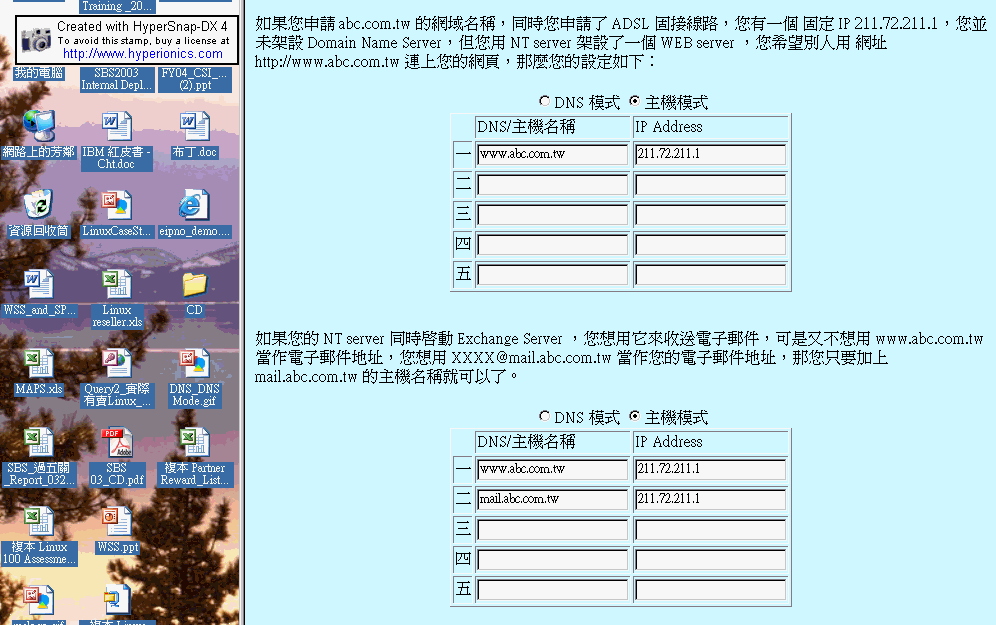 Training _20...
Created with HyperSnap-DX 4
To avoid this stamp, buy a license at
http://www.hyperionics.com
我的電腦
SBS2003
Internal Depl...
FY04_CSI_...
(2).ppt
網路上的芳鄰
IBM 紅皮書 -
Cht.doc
布丁.doc
資源回收筒
LinuxCaseSt...
eipno_demo....
WSS_and_SP...
Linux
reseller.xls
CD
MAPS.xls
Query2_實際
有賣Linux_...
DNS_DNS
Mode.gif
SBS_過五關
_Report_032...
SBS
03_CD.pdf
複本 Partner
Reward_List...
複本 Linux
100 Assessme...
WSS.ppt
複本 Linux
如果您申請 abc.com.tw 的網域名稱，同時您申請了 ADSL 固接線路，您有一個 固定 IP 211.72.211.1，您並
未架設 Domain Name Server，但您用 NT server 架設了一個 WEB server ，您希望別人用 網址
http://www.abc.com.tw 連上您的網頁，那麼您的設定如下：
DNS 模式 主機模式
DNS/主機名稱 IP Address
一 www.abc.com.tw 211.72.211.1
二
三
四
五
如果您的 NT server 同時啓動 Exchange Server ，您想用它來收送電子郵件，可是又不想用 www.abc.com.tw
當作電子郵件地址，您想用 XXXX@mail.abc.com.tw 當作您的電子郵件地址，那您只要加上
mail.abc.com.tw 的主機名稱就可以了。
DNS 模式 主機模式
DNS/主機名稱 IP Address
一 www.abc.com.tw 211.72.211.1
二 mail.abc.com.tw 211.72.211.1
三
四
五